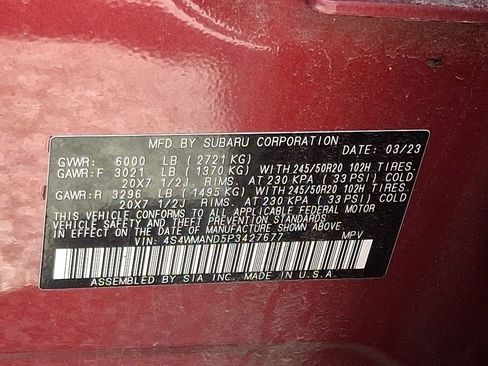 MFD BY SUBARU CORPORATION
GVWR: 6000 LB (2721 KG) DATE: 03/23
GAWR:F 3021 LB (1370 KG) WITH 245/50R20 102H TIRES.
20X7 1/2J RIMS. AT 230 KPA (33 PSI) COLD
GAWR:R 3296 LB (1495 KG) WITH 245/50R20 102H TIRES.
20X7 1/2J RIMS. AT 230 KPA (33 PSI) COLD
THIS VEHICLE CONFORMS TO ALL APPLICABLE FEDERAL MOTOR
VEHICLE SAFETY AND THEFT PREVENTION STANDARDS
IN EFFECT ON THE DATE OF MANUFACTURE SHOWN ABOVE.
VIN: 4S4WMAND5P3427677 MPV
ASSEMBLED BY SIA INC. MADE IN U.S.A.